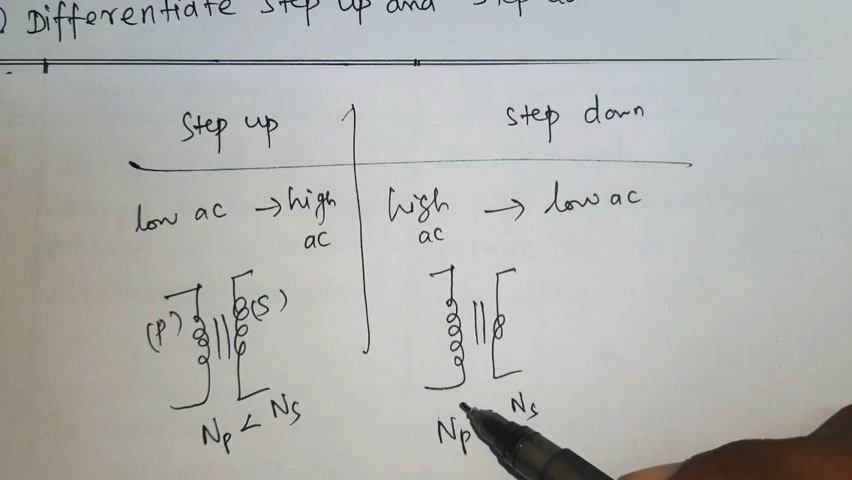 Differentiate step up and step
step up
step down
low ac → high ac
high ac → low ac
(P) (S)
Np < Ns
Np Ns